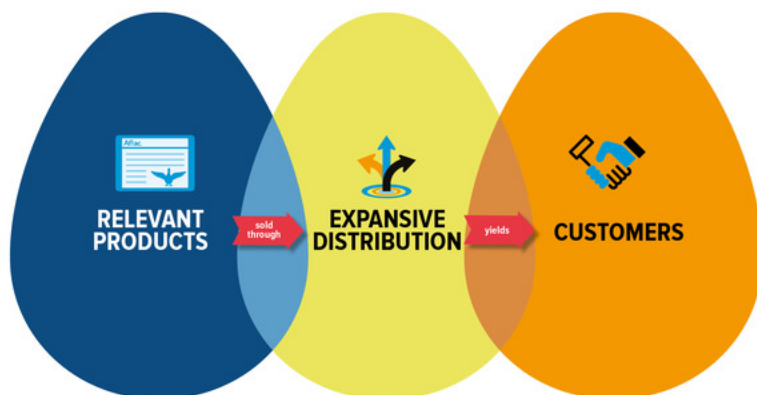 Aflac.
RELEVANT
PRODUCTS
sold
through
EXPANSIVE
DISTRIBUTION
yields
CUSTOMERS